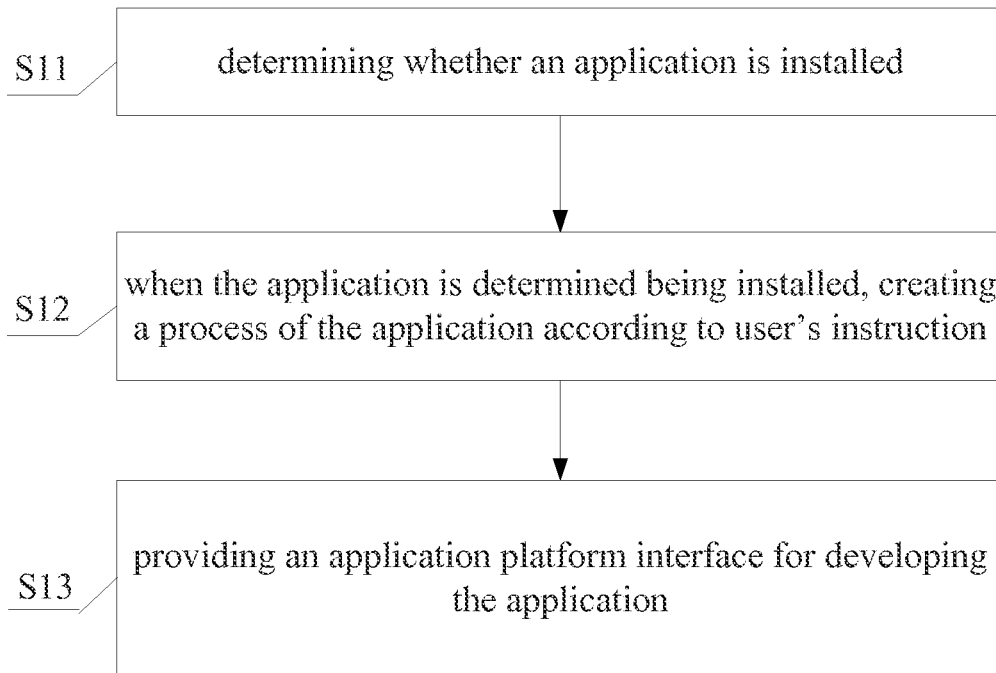 S11
determining whether an application is installed
S12
when the application is determined being installed, creating
a process of the application according to user’s instruction
S13
providing an application platform interface for developing
the application